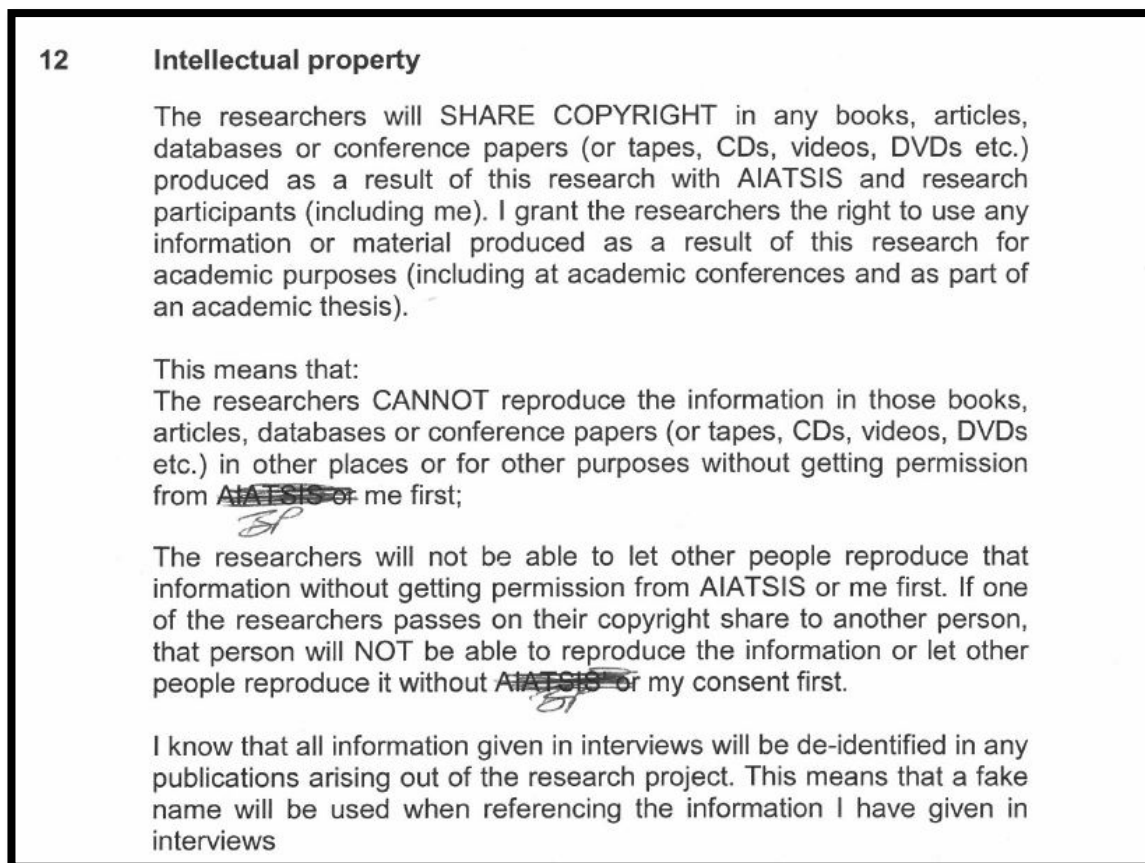 12 Intellectual property
The researchers will SHARE COPYRIGHT in any books, articles,
databases or conference papers (or tapes, CDs, videos, DVDs etc.)
produced as a result of this research with AIATSIS and research
participants (including me). I grant the researchers the right to use any
information or material produced as a result of this research for
academic purposes (including at academic conferences and as part of
an academic thesis).
This means that:
The researchers CANNOT reproduce the information in those books,
articles, databases or conference papers (or tapes, CDs, videos, DVDs
etc.) in other places or for other purposes without getting permission
from AIATSIS or me first;
The researchers will not be able to let other people reproduce that
information without getting permission from AIATSIS or me first. If one
of the researchers passes on their copyright share to another person,
that person will NOT be able to reproduce the information or let other
people reproduce it without AIATSIS' or my consent first.
I know that all information given in interviews will be de-identified in any
publications arising out of the research project. This means that a fake
name will be used when referencing the information I have given in
interviews